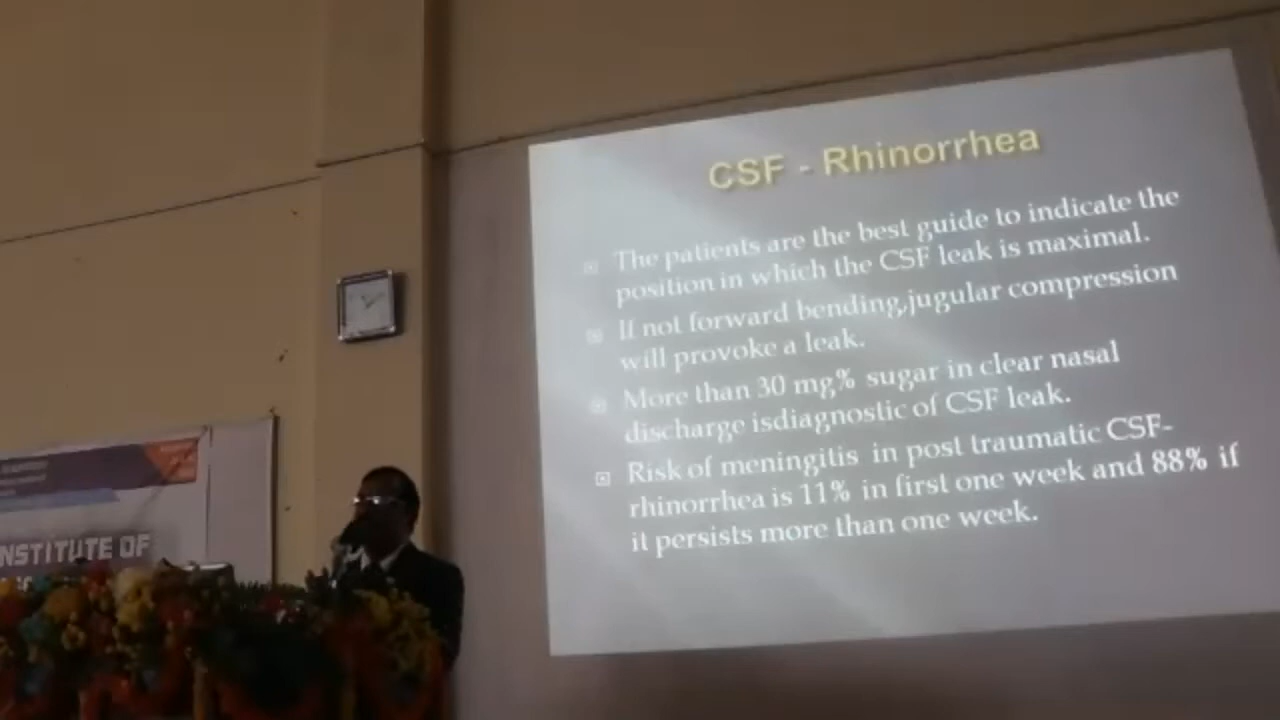 CSF - Rhinorrhea
The patients are the best guide to indicate the
position in which the CSF leak is maximal.
If not forward bending,jugular compression
will provoke a leak.
More than 30 mg% sugar in clear nasal
discharge isdiagnostic of CSF leak.
Risk of meningitis in post traumatic CSF-
rhinorrhea is 11% in first one week and 88% if
it persists more than one week.
NSTITUTE OF